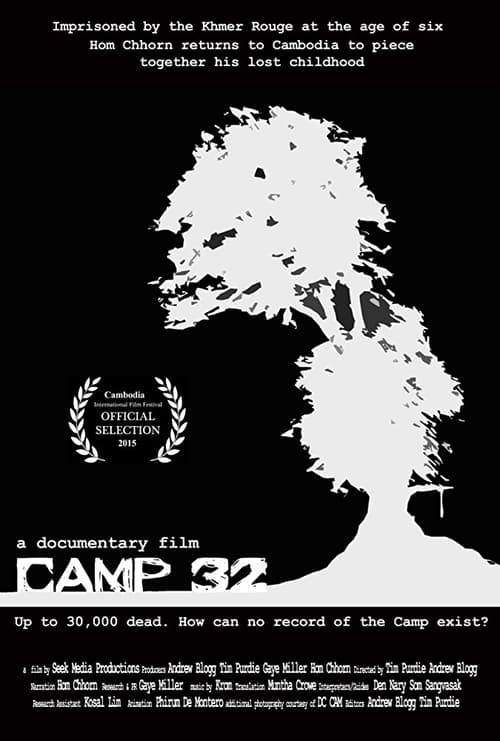 Imprisoned by the Khmer Rouge at the age of six
Hom Chhorn returns to Cambodia to piece
together his lost childhood
Cambodia
International Film Festival
OFFICIAL
SELECTION
2015
a documentary film
CAMP 32
Up to 30,000 dead. How can no record of the Camp exist?
a film by Seek Media Productions Producers Andrew Blogg Tim Purdie Gaye Miller Hom Chhorn Directed by Tim Purdie Andrew Blogg
Narration Hom Chhorn Research & PR Gaye Miller music by Krom Translation Muntha Crowe Interpreters/Guides Den Nary Som Sangvasak
Research Assistant Kosal Lim Animation Phirum De Montero additional photography courtesy of DC CAM Editors Andrew Blogg Tim Purdie